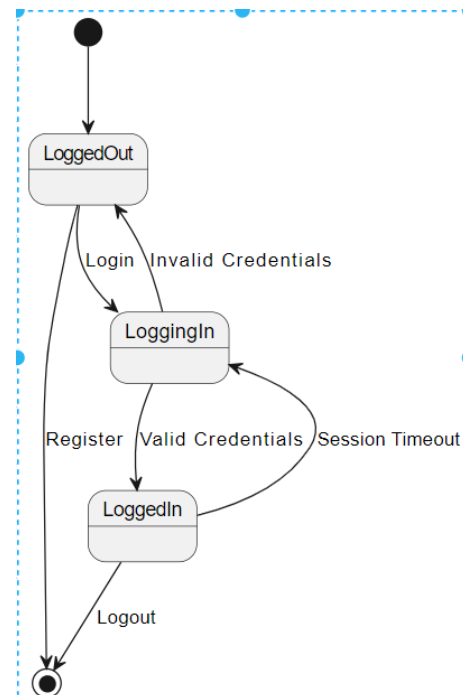 LoggedOut
Login Invalid Credentials
LoggingIn
Register Valid Credentials Session Timeout
LoggedIn
Logout